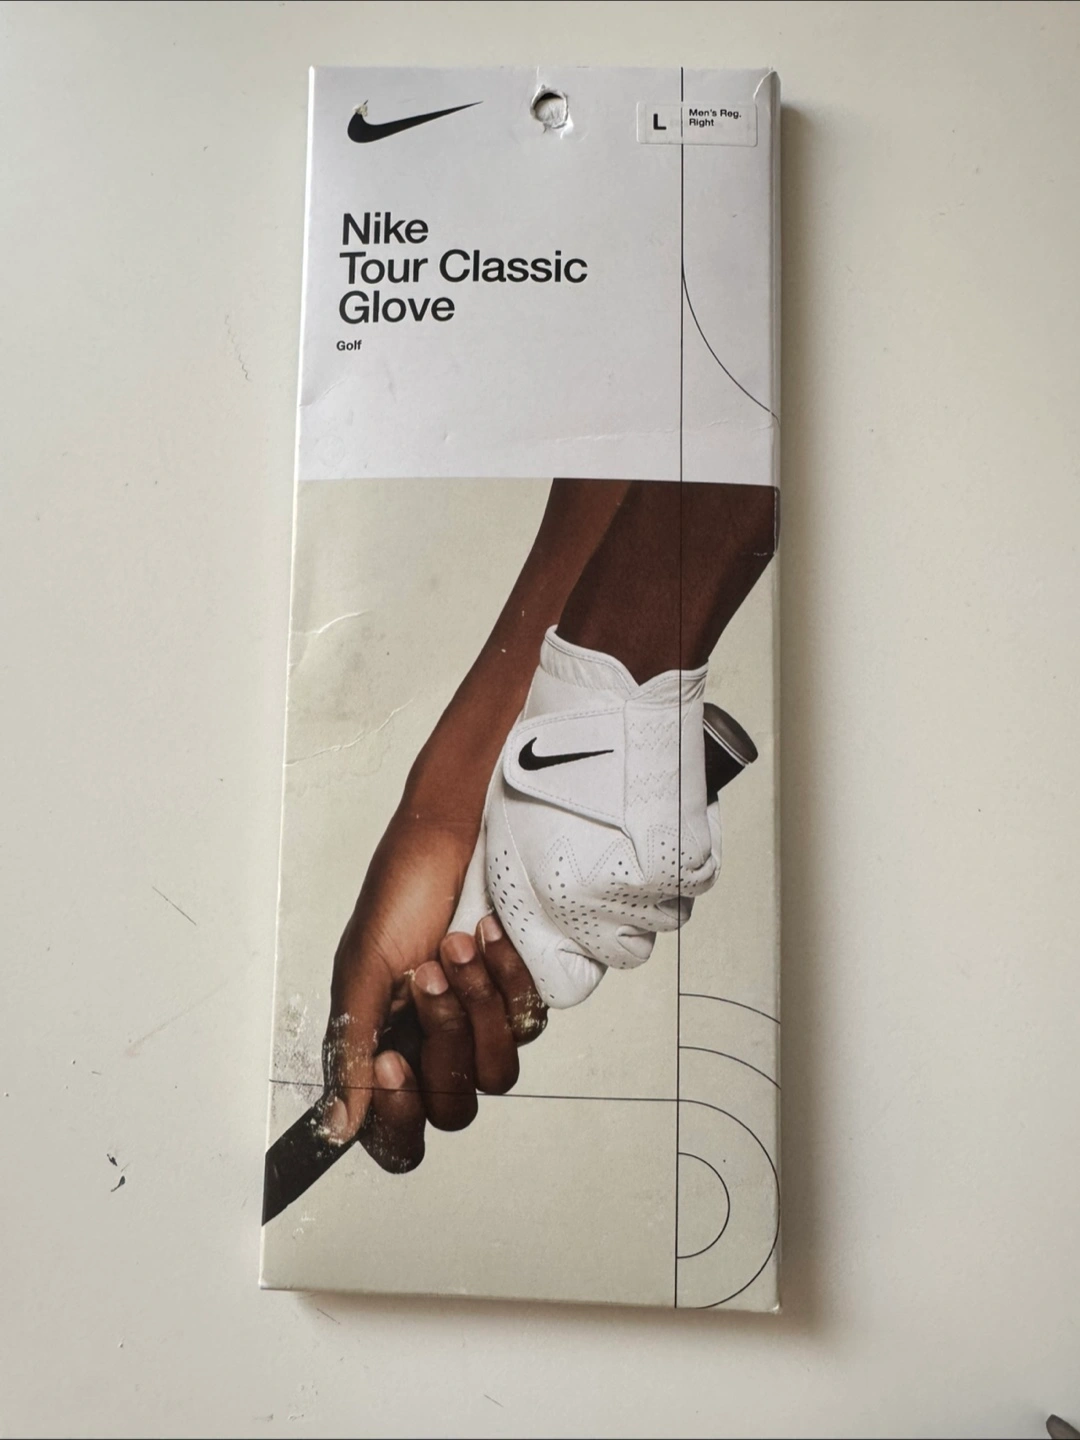 L
Men's Reg.
Right
Nike
Tour Classic
Glove
Golf